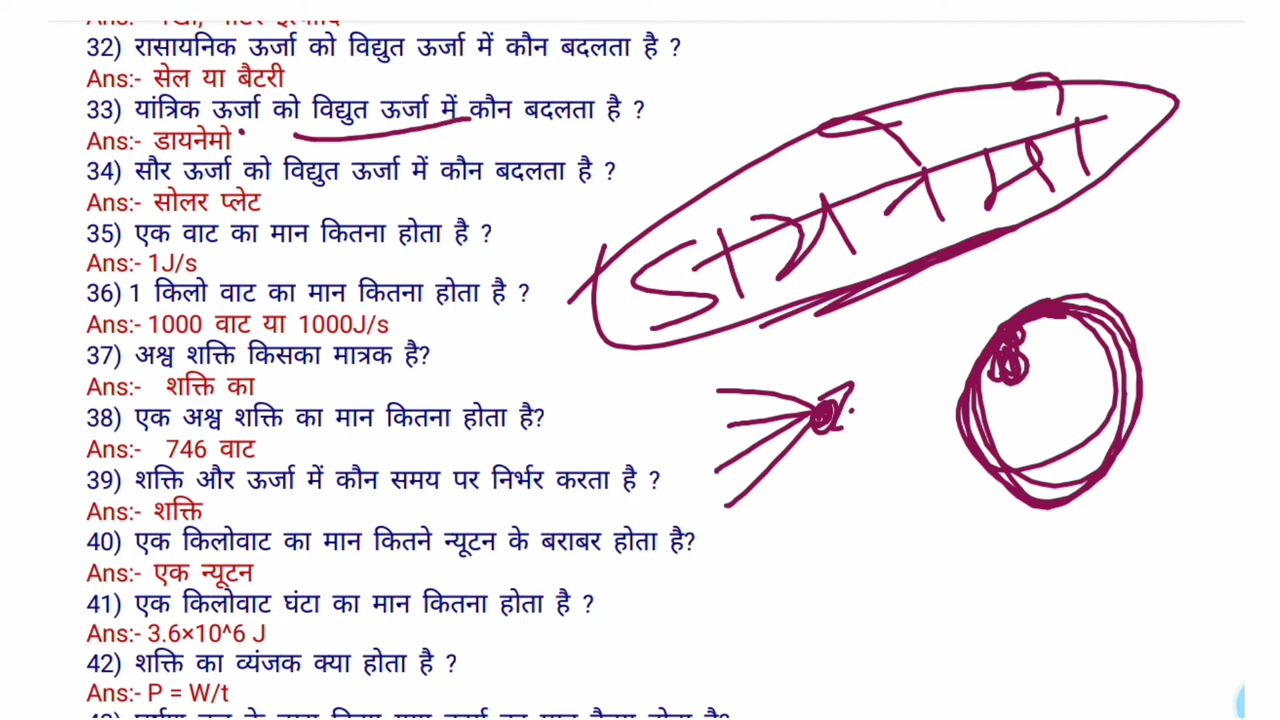 32) रासायनिक ऊर्जा को विद्युत ऊर्जा में कौन बदलता है ?
Ans:- सेल या बैटरी
33) यांत्रिक ऊर्जा को विद्युत ऊर्जा में कौन बदलता है ?
Ans:- डायनेमो
34) सौर ऊर्जा को विद्युत ऊर्जा में कौन बदलता है ?
Ans:- सोलर प्लेट
35) एक वाट का मान कितना होता है ?
Ans:- 1J/s
36) 1 किलो वाट का मान कितना होता है ?
Ans:- 1000 वाट या 1000J/s
37) अश्व शक्ति किसका मात्रक है?
Ans:- शक्ति का
38) एक अश्व शक्ति का मान कितना होता है?
Ans:- 746 वाट
39) शक्ति और ऊर्जा में कौन समय पर निर्भर करता है ?
Ans:- शक्ति
40) एक किलोवाट का मान कितने न्यूटन के बराबर होता है?
Ans:- एक न्यूटन
41) एक किलोवाट घंटा का मान कितना होता है ?
Ans:- 3.6×10^6 J
42) शक्ति का व्यंजक क्या होता है ?
Ans:- P = W/t